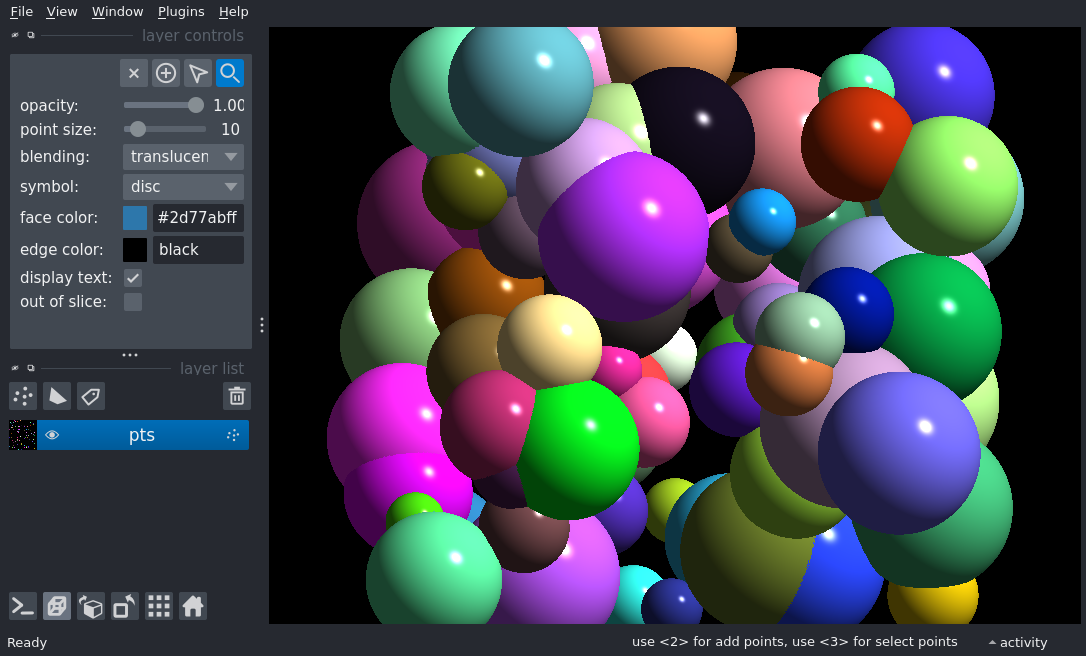 File View Window Plugins Help
layer controls
opacity: 1.00
point size: 10
blending: translucen
symbol: disc
face color: #2d77abff
edge color: black
display text:
out of slice:
layer list
pts
Ready use <2> for add points, use <3> for select points activity